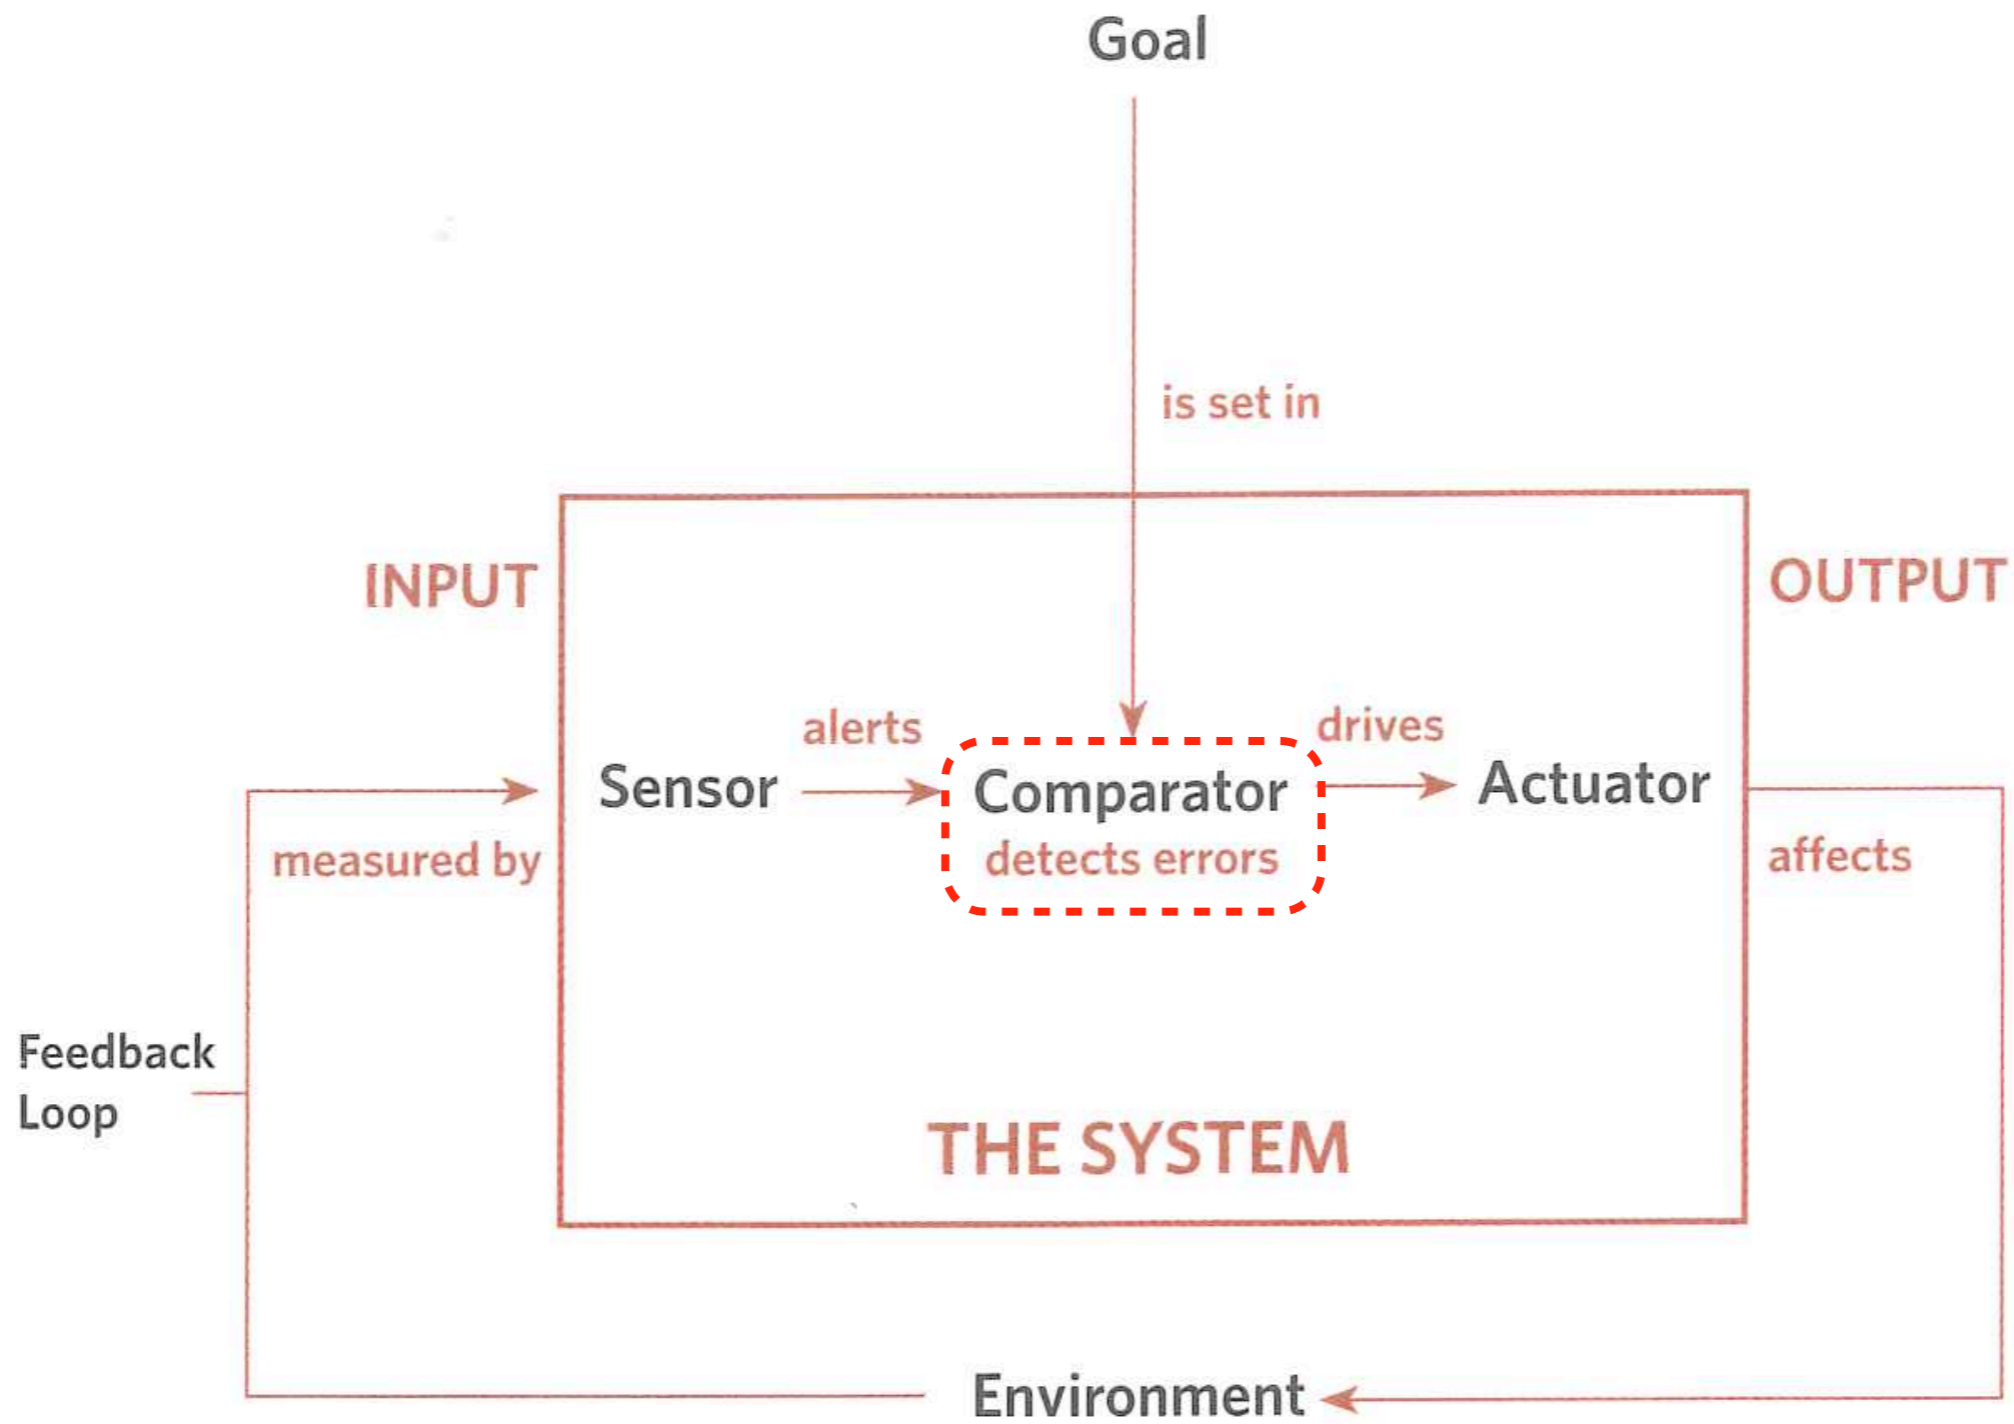 Goal
is set in
INPUT
OUTPUT
alerts
drives
Sensor
Comparator
Actuator
measured by
detects errors
affects
Feedback
Loop
THE SYSTEM
Environment